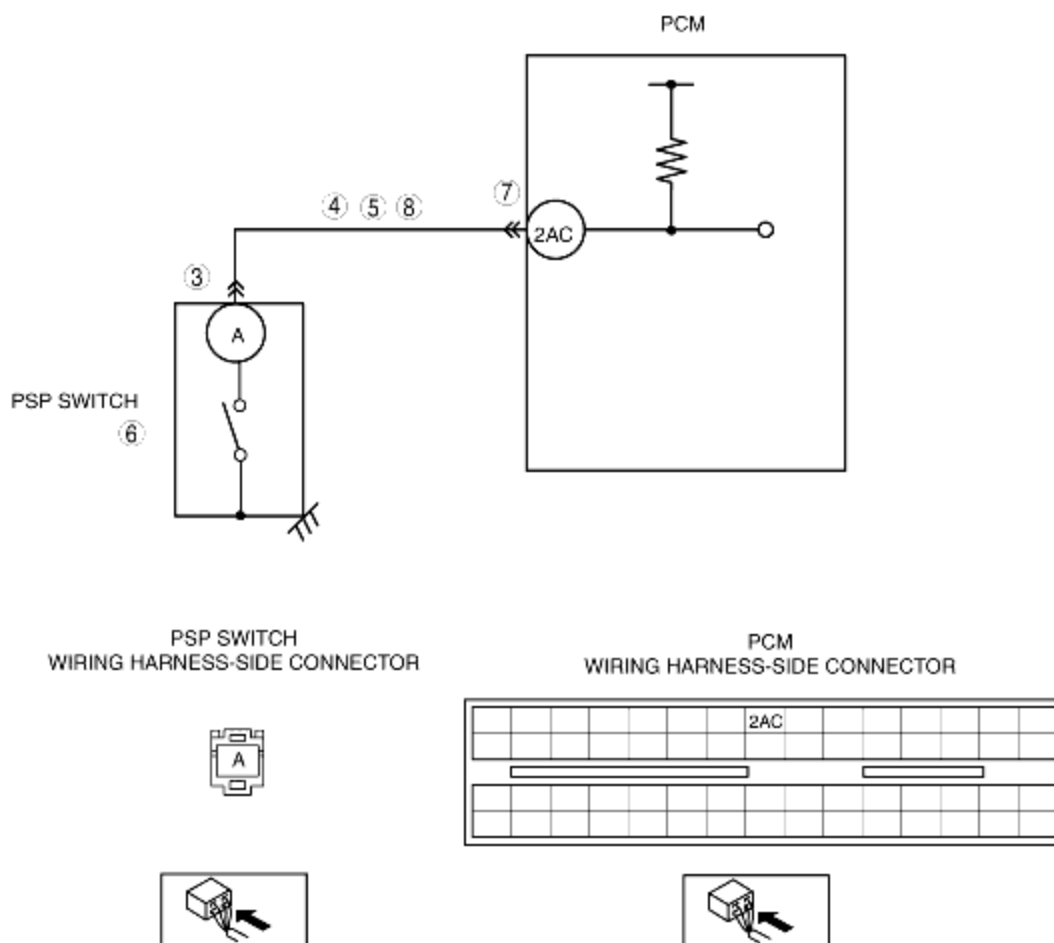 PCM
④ ⑤ ⑧
⑦
2AC
③
A
PSP SWITCH
⑥
PSP SWITCH
WIRING HARNESS-SIDE CONNECTOR
PCM
WIRING HARNESS-SIDE CONNECTOR
2AC
A